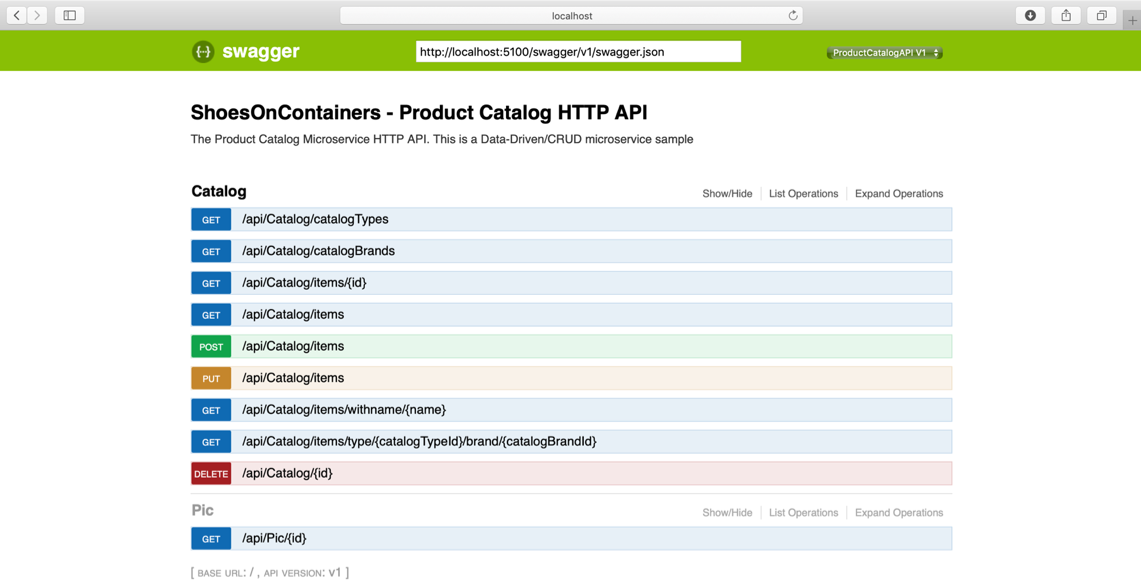 localhost
{···} swagger
http://localhost:5100/swagger/v1/swagger.json
ProductCatalogAPI V1
ShoesOnContainers - Product Catalog HTTP API
The Product Catalog Microservice HTTP API. This is a Data-Driven/CRUD microservice sample
Catalog Show/Hide List Operations Expand Operations
GET /api/Catalog/catalogTypes
GET /api/Catalog/catalogBrands
GET /api/Catalog/items/{id}
GET /api/Catalog/items
POST /api/Catalog/items
PUT /api/Catalog/items
GET /api/Catalog/items/withname/{name}
GET /api/Catalog/items/type/{catalogTypeId}/brand/{catalogBrandId}
DELETE /api/Catalog/{id}
Pic Show/Hide List Operations Expand Operations
GET /api/Pic/{id}
[ BASE URL: / , API VERSION: v1 ]